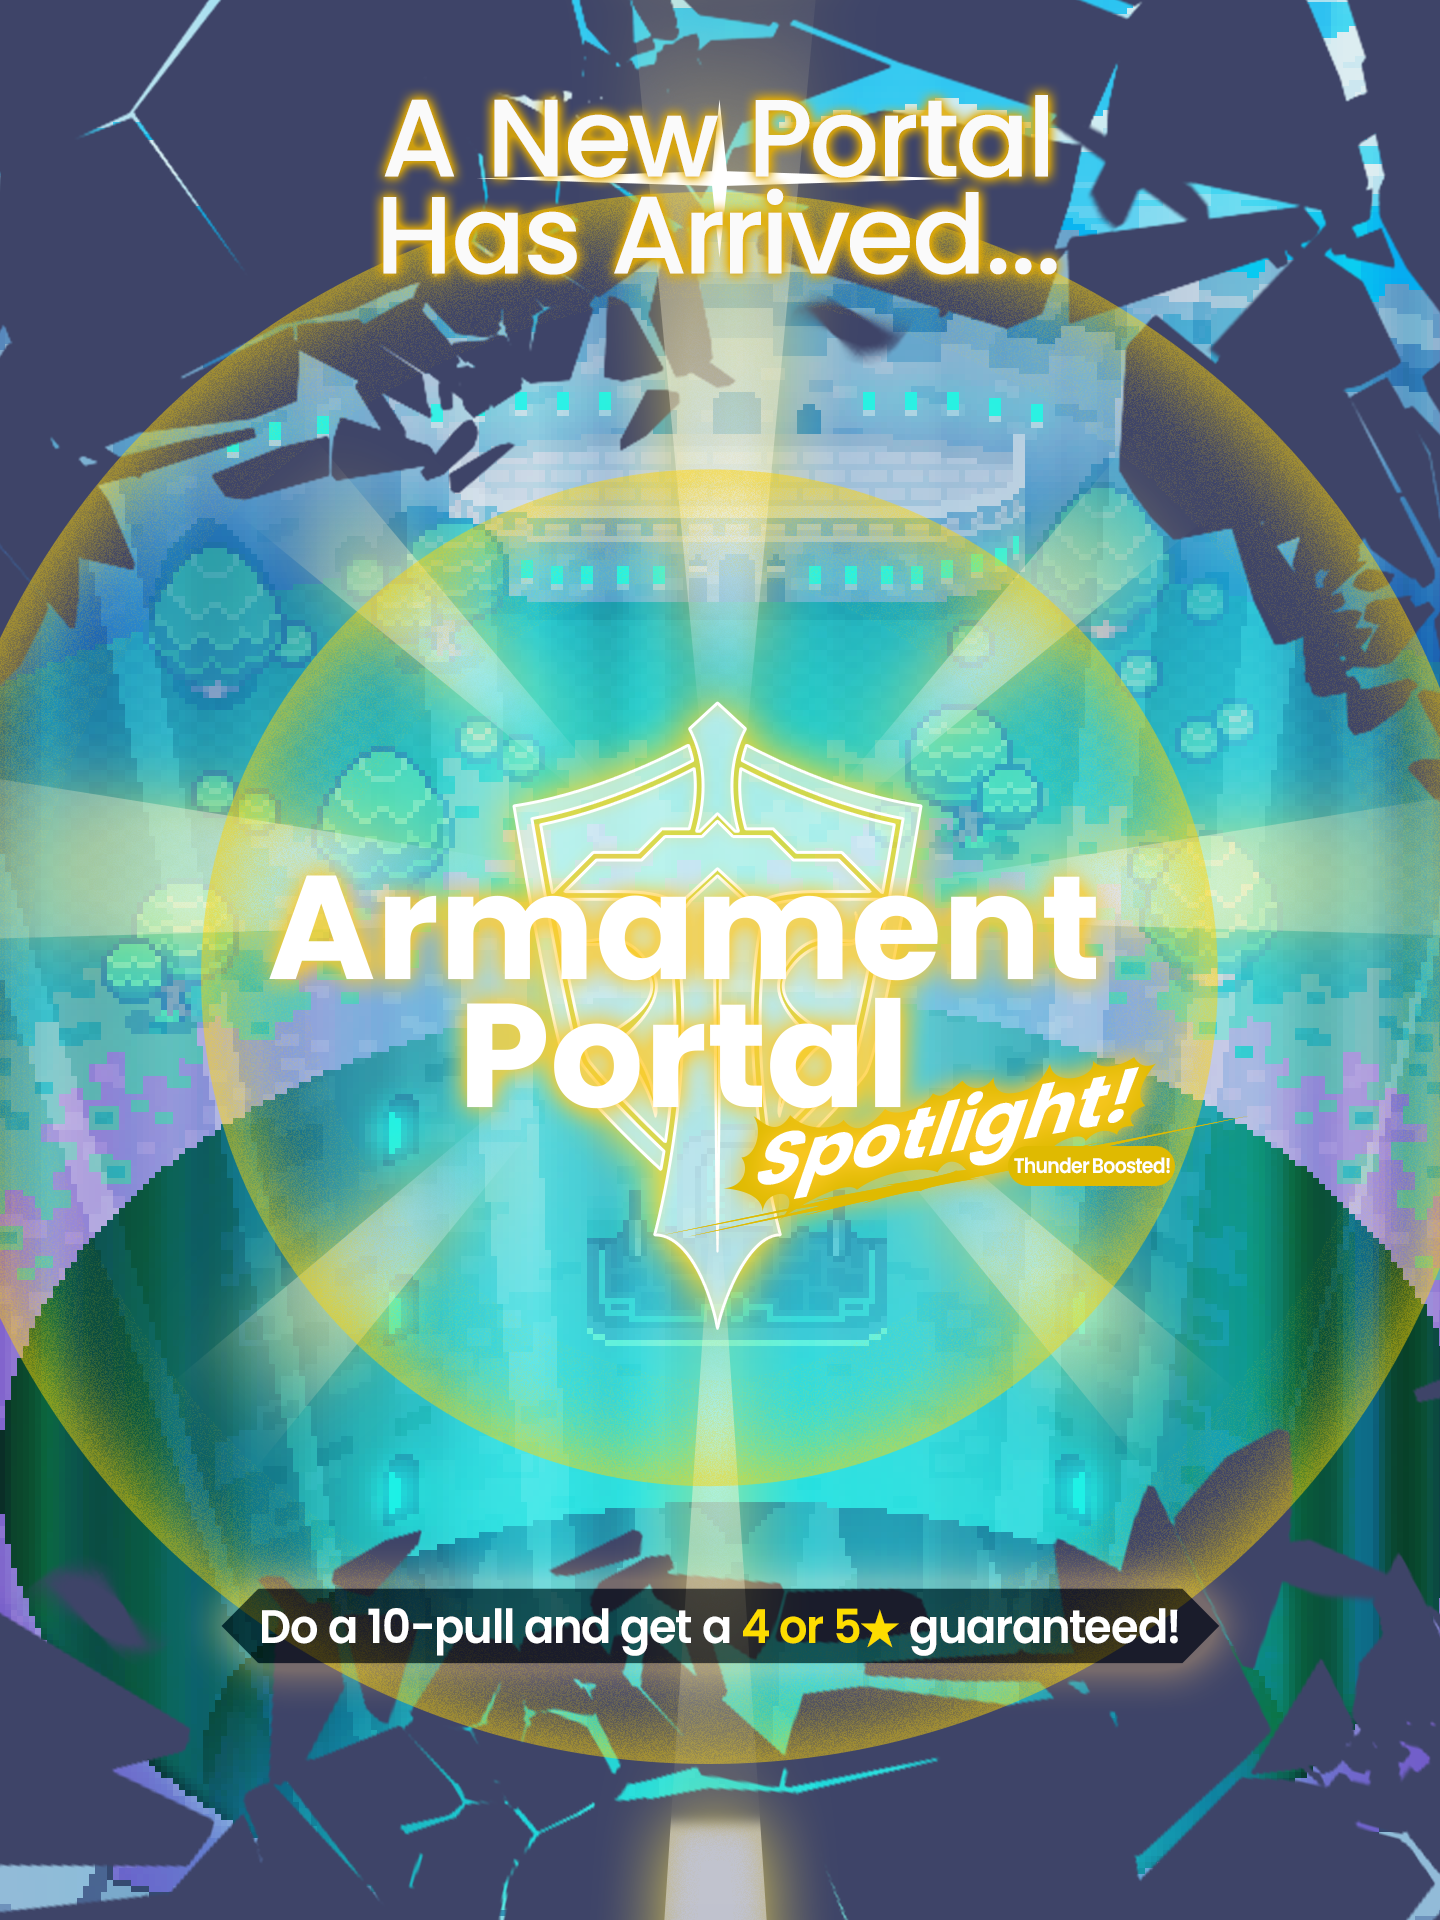 A New Portal
Has Arrived...
Armament
Portal
Spotlight!
Thunder Boosted!
Do a 10-pull and get a 4 or 5★ guaranteed!